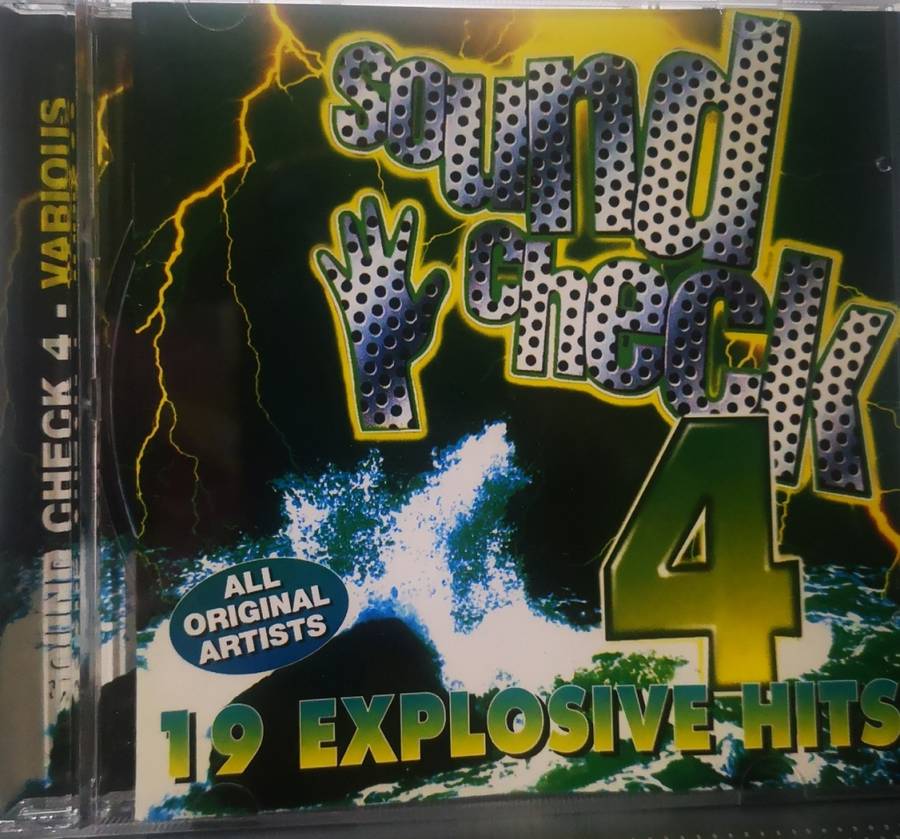 SOUND CHECK 4 - VARIOUS
Sound
Check
4
ALL
ORIGINAL
ARTISTS
19 EXPLOSIVE HITS